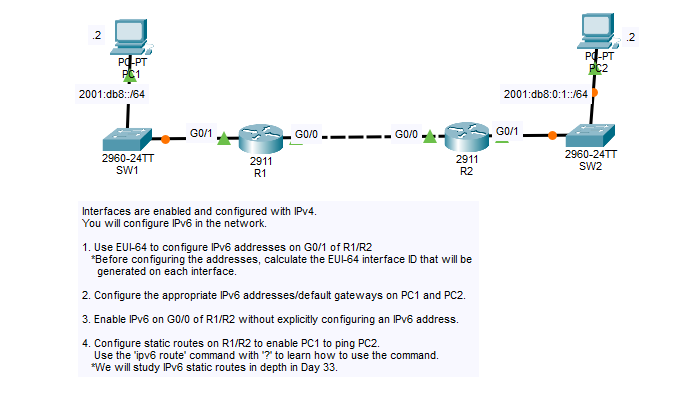 .2
PC-PT
PC1
2001:db8::/64
2960-24TT
SW1
G0/1
2911
R1
G0/0
G0/0
2911
R2
G0/1
2001:db8:0:1::/64
.2
PC-PT
PC2
2960-24TT
SW2
Interfaces are enabled and configured with IPv4.
You will configure IPv6 in the network.
1. Use EUI-64 to configure IPv6 addresses on G0/1 of R1/R2
*Before configuring the addresses, calculate the EUI-64 interface ID that will be
generated on each interface.
2. Configure the appropriate IPv6 addresses/default gateways on PC1 and PC2.
3. Enable IPv6 on G0/0 of R1/R2 without explicitly configuring an IPv6 address.
4. Configure static routes on R1/R2 to enable PC1 to ping PC2.
Use the 'ipv6 route' command with '?' to learn how to use the command.
*We will study IPv6 static routes in depth in Day 33.